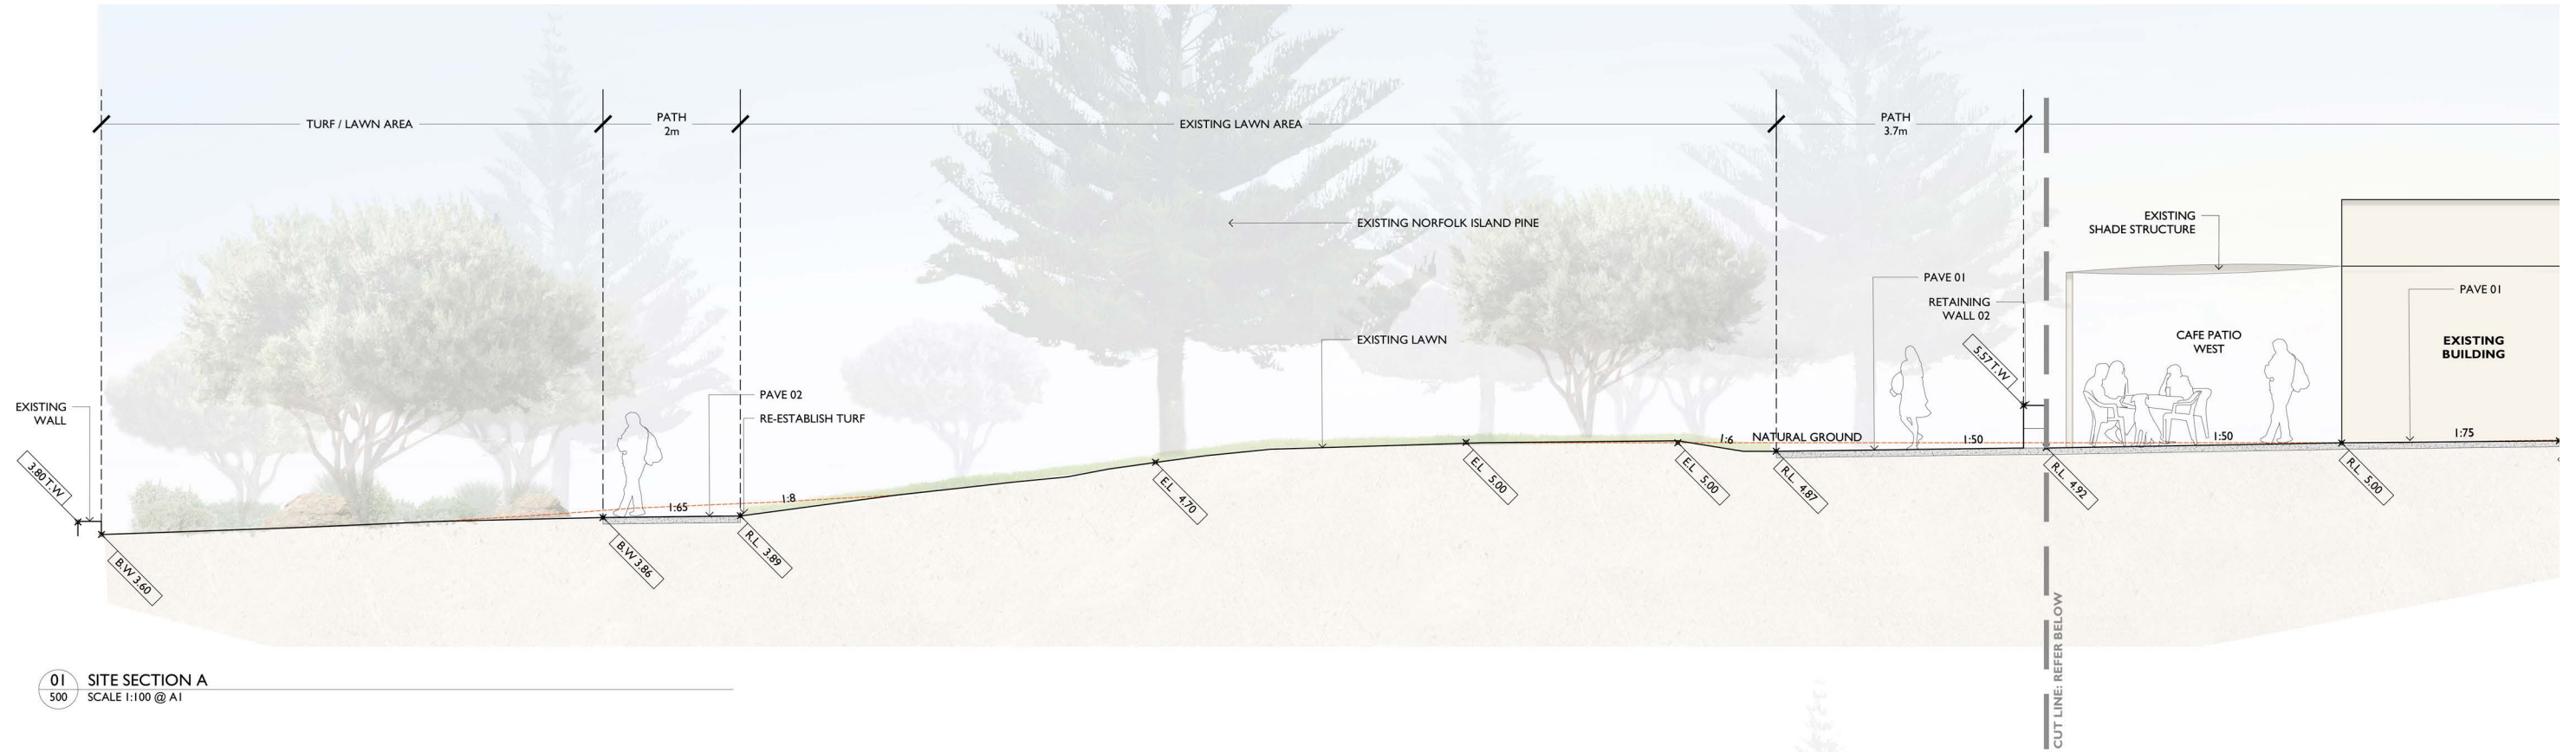 TURF / LAWN AREA
PATH
2m
EXISTING LAWN AREA
PATH
3.7m
EXISTING NORFOLK ISLAND PINE
EXISTING
SHADE STRUCTURE
PAVE 01
RETAINING
WALL 02
PAVE 01
CAFE PATIO
WEST
EXISTING
BUILDING
EXISTING LAWN
5.57 T.W
PAVE 02
RE-ESTABLISH TURF
EXISTING
WALL
3.80 T.W
1:65
1:8
1:6
NATURAL GROUND
1:50
1:50
1:75
B.W 3.60
B.W 3.86
R.L. 3.89
E.L 4.70
E.L 5.00
E.L 5.00
R.L. 4.87
R.L. 4.92
R.L. 5.00
CUT LINE: REFER BELOW
01
500
SITE SECTION A
SCALE 1:100 @ A1